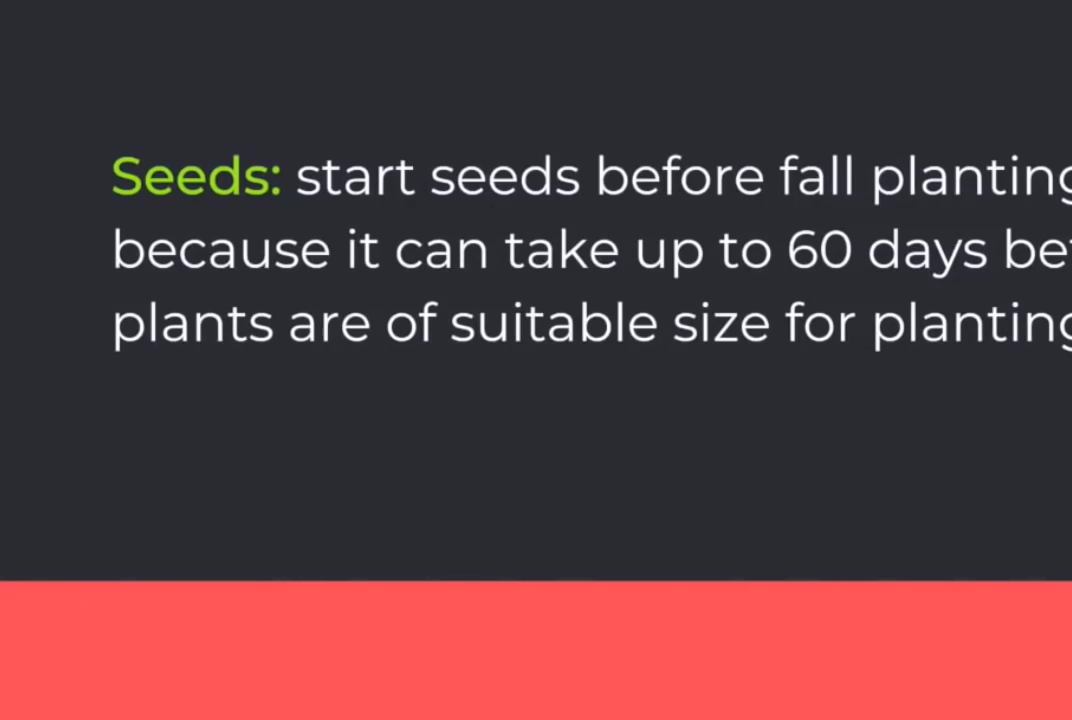 Seeds: start seeds before fall planting
because it can take up to 60 days
plants are of suitable size for planting